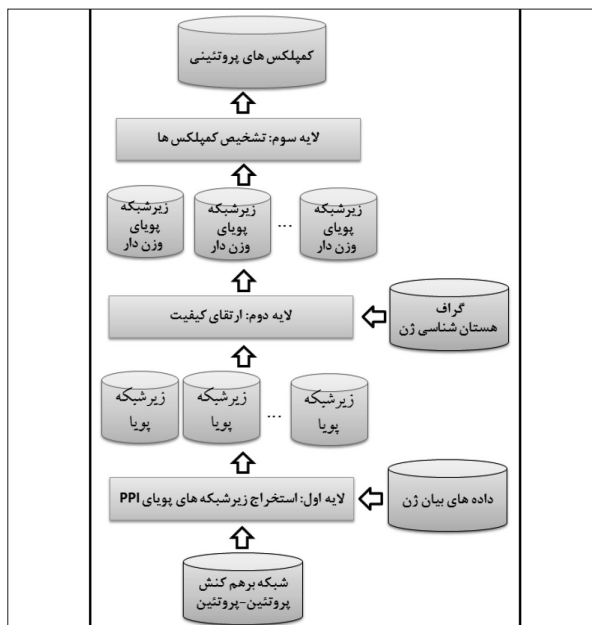 کمپلکس های پروتئینی
لایه سوم: تشخیص کمپلکس ها
زیرشبکه
پویای
وزن دار
زیرشبکه
پویای
وزن دار
...
زیرشبکه
پویای
وزن دار
لایه دوم: ارتقای کیفیت
گراف
هستان شناسی ژن
زیرشبکه
پویا
زیرشبکه
پویا
...
زیرشبکه
پویا
لایه اول: استخراج زیرشبکه های پویای PPI
داده های بیان ژن
شبکه برهم کنش
پروتئین-پروتئین